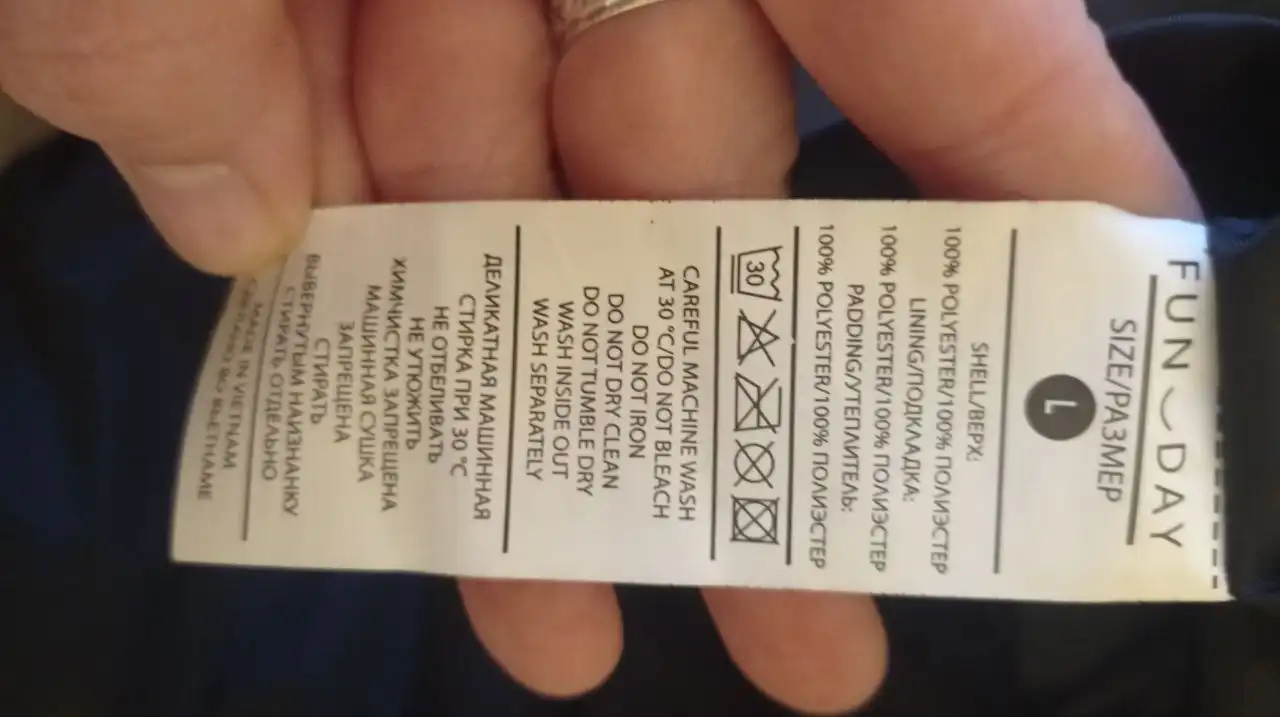 FUN DAY
SIZE/РАЗМЕР
L
SHELL/ВЕРХ:
100% POLYESTER/100% ПОЛИЭСТЕР
LINING/ПОДКЛАДКА:
100% POLYESTER/100% ПОЛИЭСТЕР
PADDING/УТЕПЛИТЕЛЬ:
100% POLYESTER/100% ПОЛИЭСТЕР
30
CAREFUL MACHINE WASH
AT 30 °C/DO NOT BLEACH
DO NOT IRON
DO NOT DRY CLEAN
DO NOT TUMBLE DRY
WASH INSIDE OUT
WASH SEPARATELY
ДЕЛИКАТНАЯ МАШИННАЯ
СТИРКА ПРИ 30 °C
НЕ ОТБЕЛИВАТЬ
НЕ УТЮЖИТЬ
ХИМЧИСТКА ЗАПРЕЩЕНА
МАШИННАЯ СУШКА
ЗАПРЕЩЕНА
СТИРАТЬ
ВЫВЕРНУТЫМ НАИЗНАНКУ
СТИРАТЬ ОТДЕЛЬНО
MADE IN VIETNAM
СДЕЛАНО ВО ВЬЕТНАМЕ